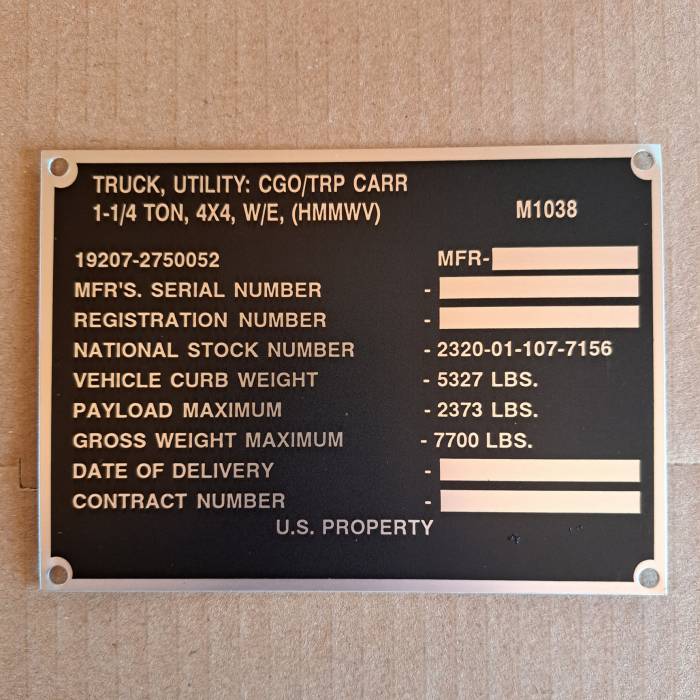 TRUCK, UTILITY: CGO/TRP CARR
1-1/4 TON, 4X4, W/E, (HMMWV) M1038
19207-2750052 MFR-
MFR'S. SERIAL NUMBER -
REGISTRATION NUMBER -
NATIONAL STOCK NUMBER - 2320-01-107-7156
VEHICLE CURB WEIGHT - 5327 LBS.
PAYLOAD MAXIMUM - 2373 LBS.
GROSS WEIGHT MAXIMUM - 7700 LBS.
DATE OF DELIVERY -
CONTRACT NUMBER -
U.S. PROPERTY